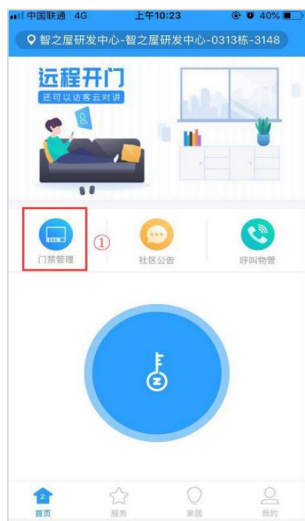 中国联通 4G 上午10:23 40%
智之屋研发中心-智之屋研发中心-0313栋-3148
远程开门
还可以访客云对讲
门禁管理 ① 社区公告 呼叫物管
首页 服务 家居 我的